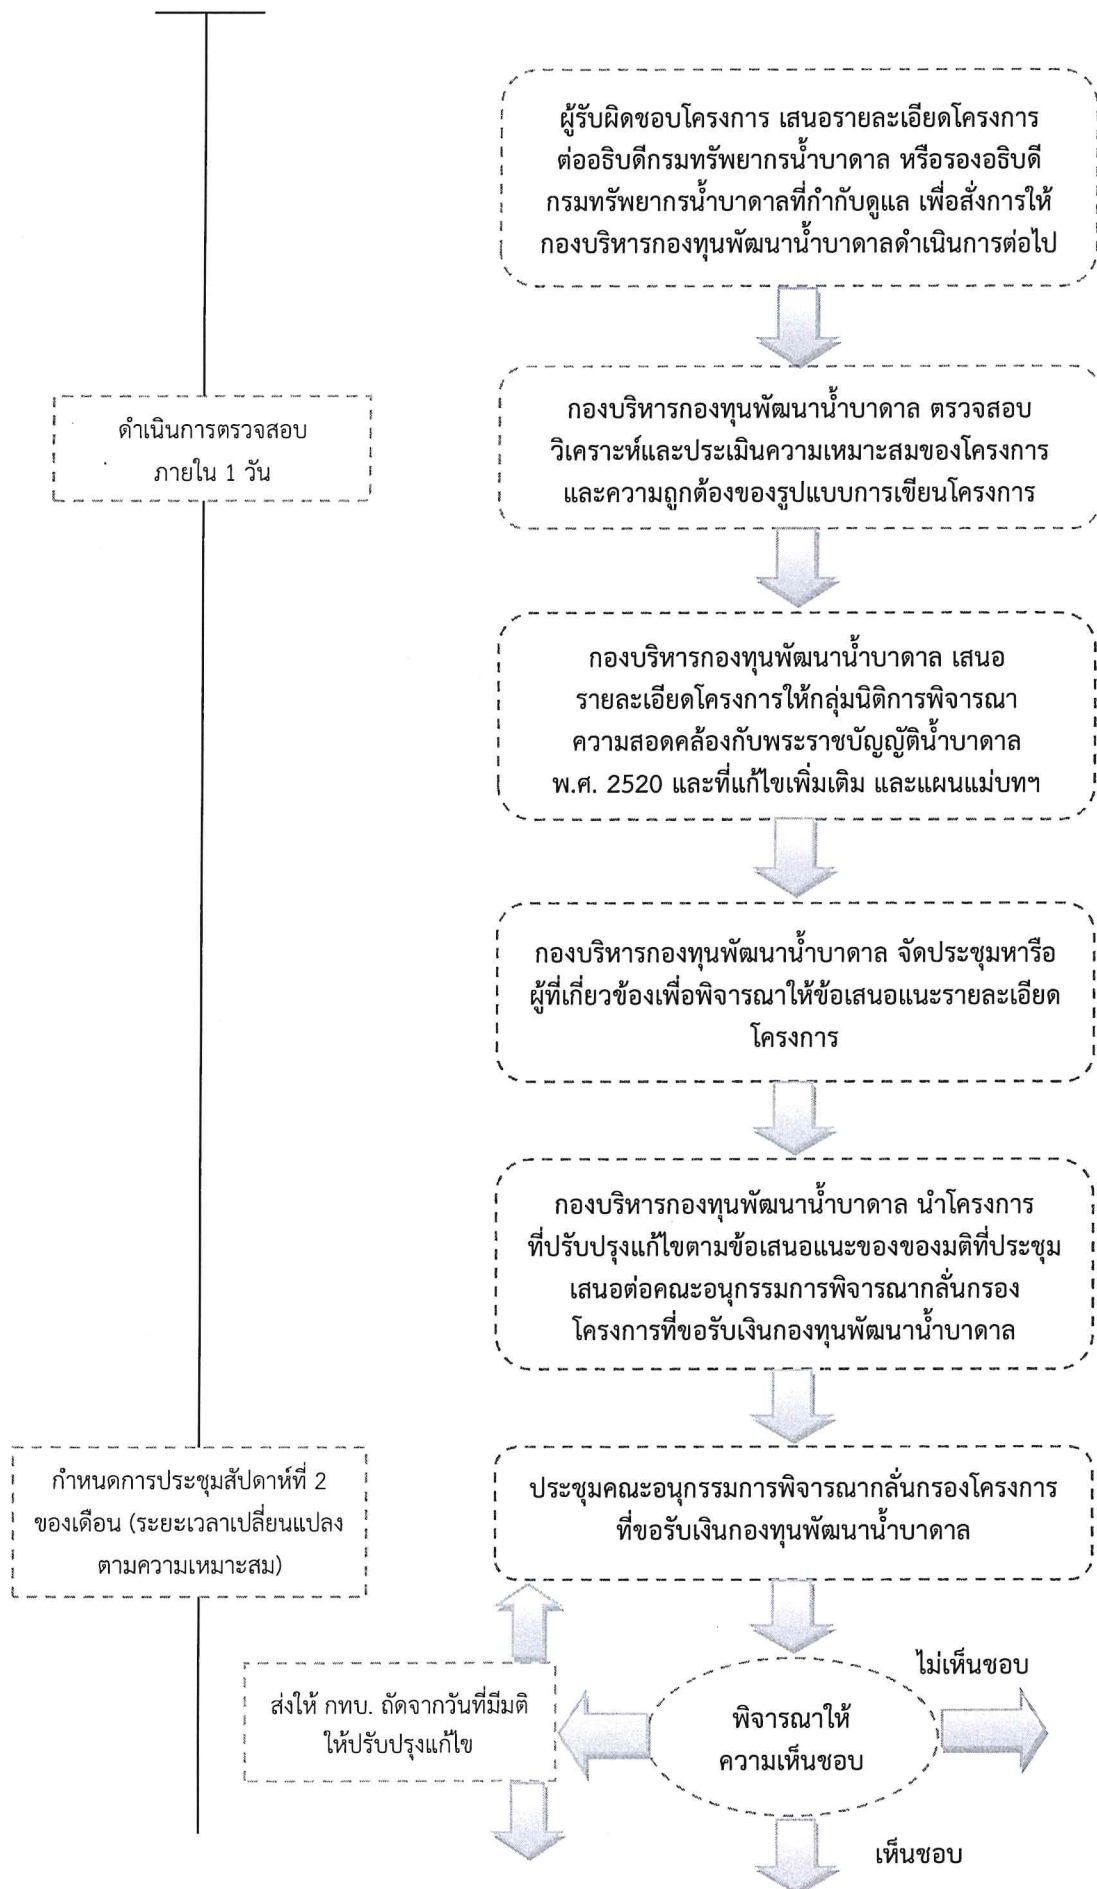 ผู้รับผิดชอบโครงการ เสนอรายละเอียดโครงการ
ต่ออธิบดีกรมทรัพยากรน้ำบาดาล หรือรองอธิบดี
กรมทรัพยากรน้ำบาดาลที่กำกับดูแล เพื่อสั่งการให้
กองบริหารกองทุนพัฒนาน้ำบาดาลดำเนินการต่อไป
ดำเนินการตรวจสอบ
ภายใน 1 วัน
กองบริหารกองทุนพัฒนาน้ำบาดาล ตรวจสอบ
วิเคราะห์และประเมินความเหมาะสมของโครงการ
และความถูกต้องของรูปแบบการเขียนโครงการ
กองบริหารกองทุนพัฒนาน้ำบาดาล เสนอ
รายละเอียดโครงการให้กลุ่มนิติการพิจารณา
ความสอดคล้องกับพระราชบัญญัติน้ำบาดาล
พ.ศ. 2520 และที่แก้ไขเพิ่มเติม และแผนแม่บทฯ
กองบริหารกองทุนพัฒนาน้ำบาดาล จัดประชุมหารือ
ผู้ที่เกี่ยวข้องเพื่อพิจารณาให้ข้อเสนอแนะรายละเอียด
โครงการ
กองบริหารกองทุนพัฒนาน้ำบาดาล นำโครงการ
ที่ปรับปรุงแก้ไขตามข้อเสนอแนะของของมติที่ประชุม
เสนอต่อคณะอนุกรรมการพิจารณากลั่นกรอง
โครงการที่ขอรับเงินกองทุนพัฒนาน้ำบาดาล
กำหนดการประชุมสัปดาห์ที่ 2
ของเดือน (ระยะเวลาเปลี่ยนแปลง
ตามความเหมาะสม)
ประชุมคณะอนุกรรมการพิจารณากลั่นกรองโครงการ
ที่ขอรับเงินกองทุนพัฒนาน้ำบาดาล
ส่งให้ กทบ. ถัดจากวันที่มีมติ
ให้ปรับปรุงแก้ไข
พิจารณาให้
ความเห็นชอบ
ไม่เห็นชอบ
เห็นชอบ